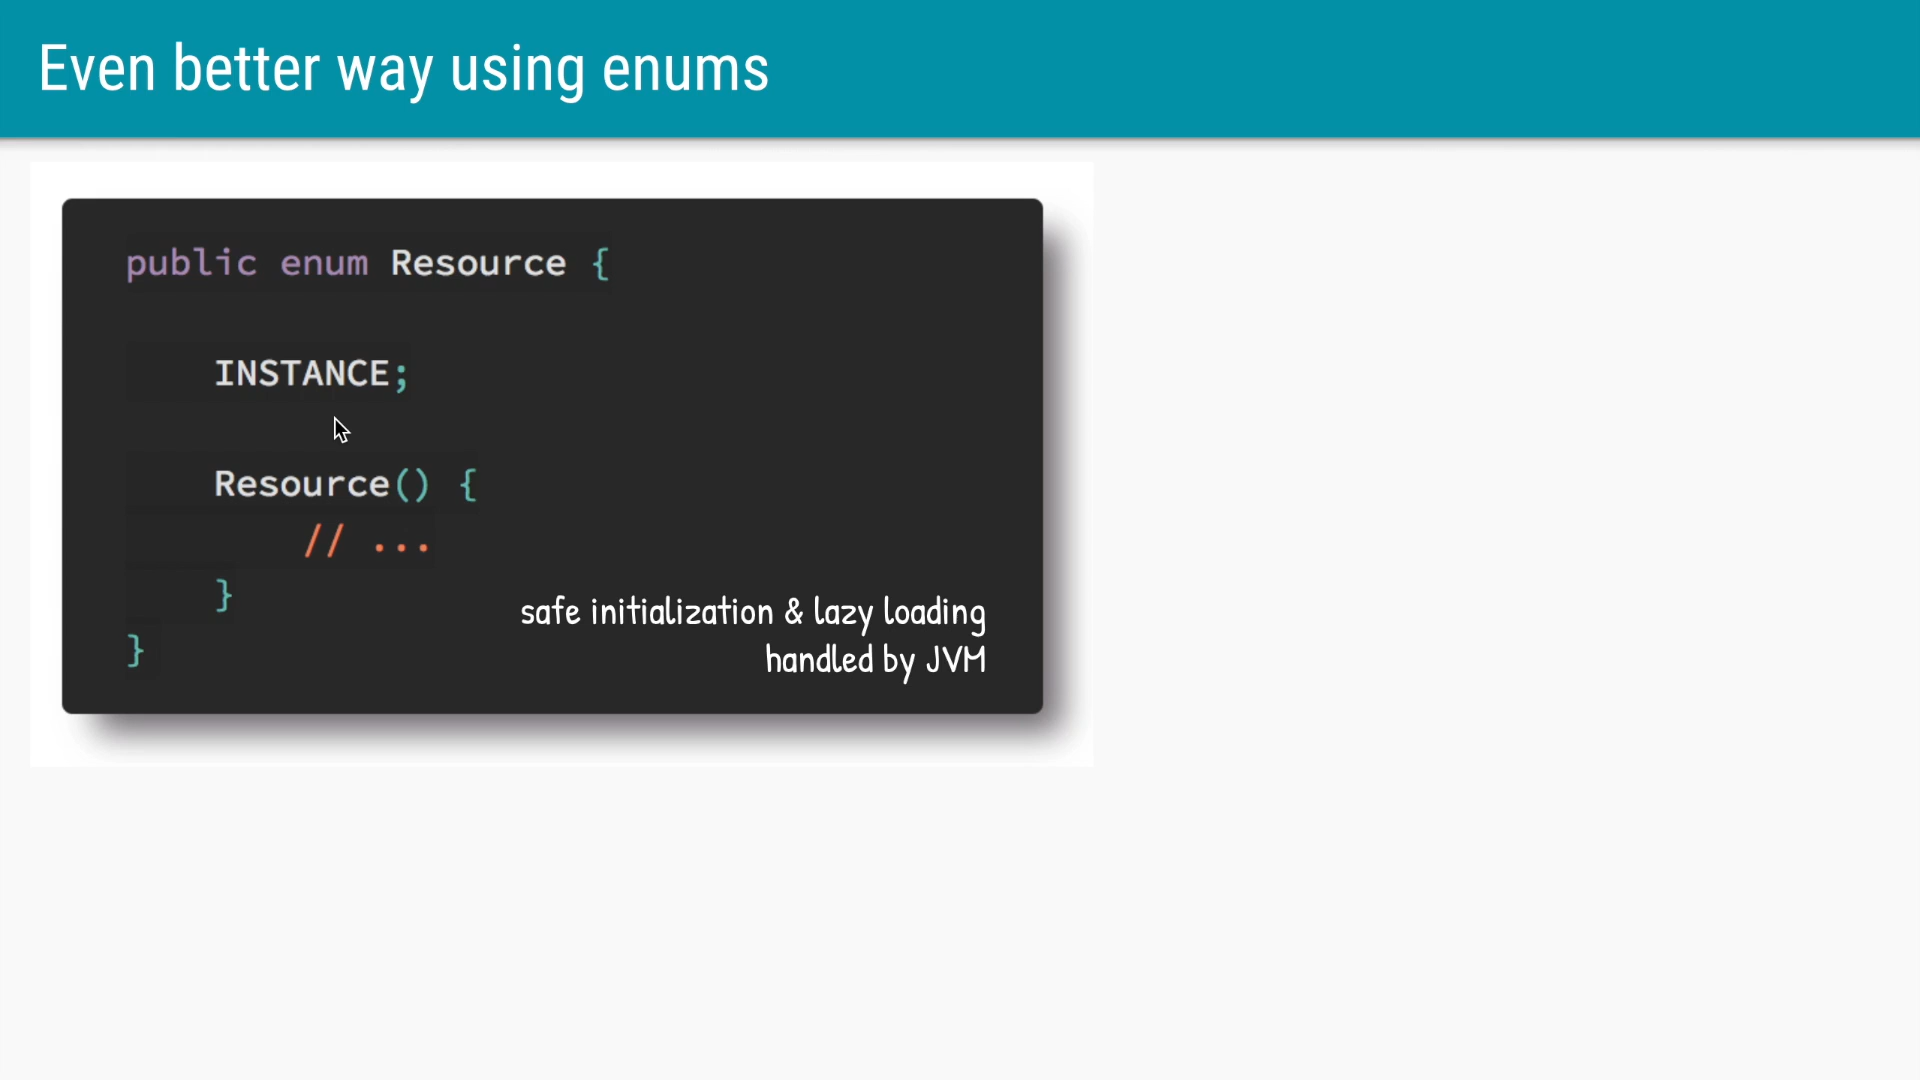 Even better way using enums
public enum Resource {
INSTANCE;
Resource() {
// ...
}
}
safe initialization & lazy loading
handled by JVM